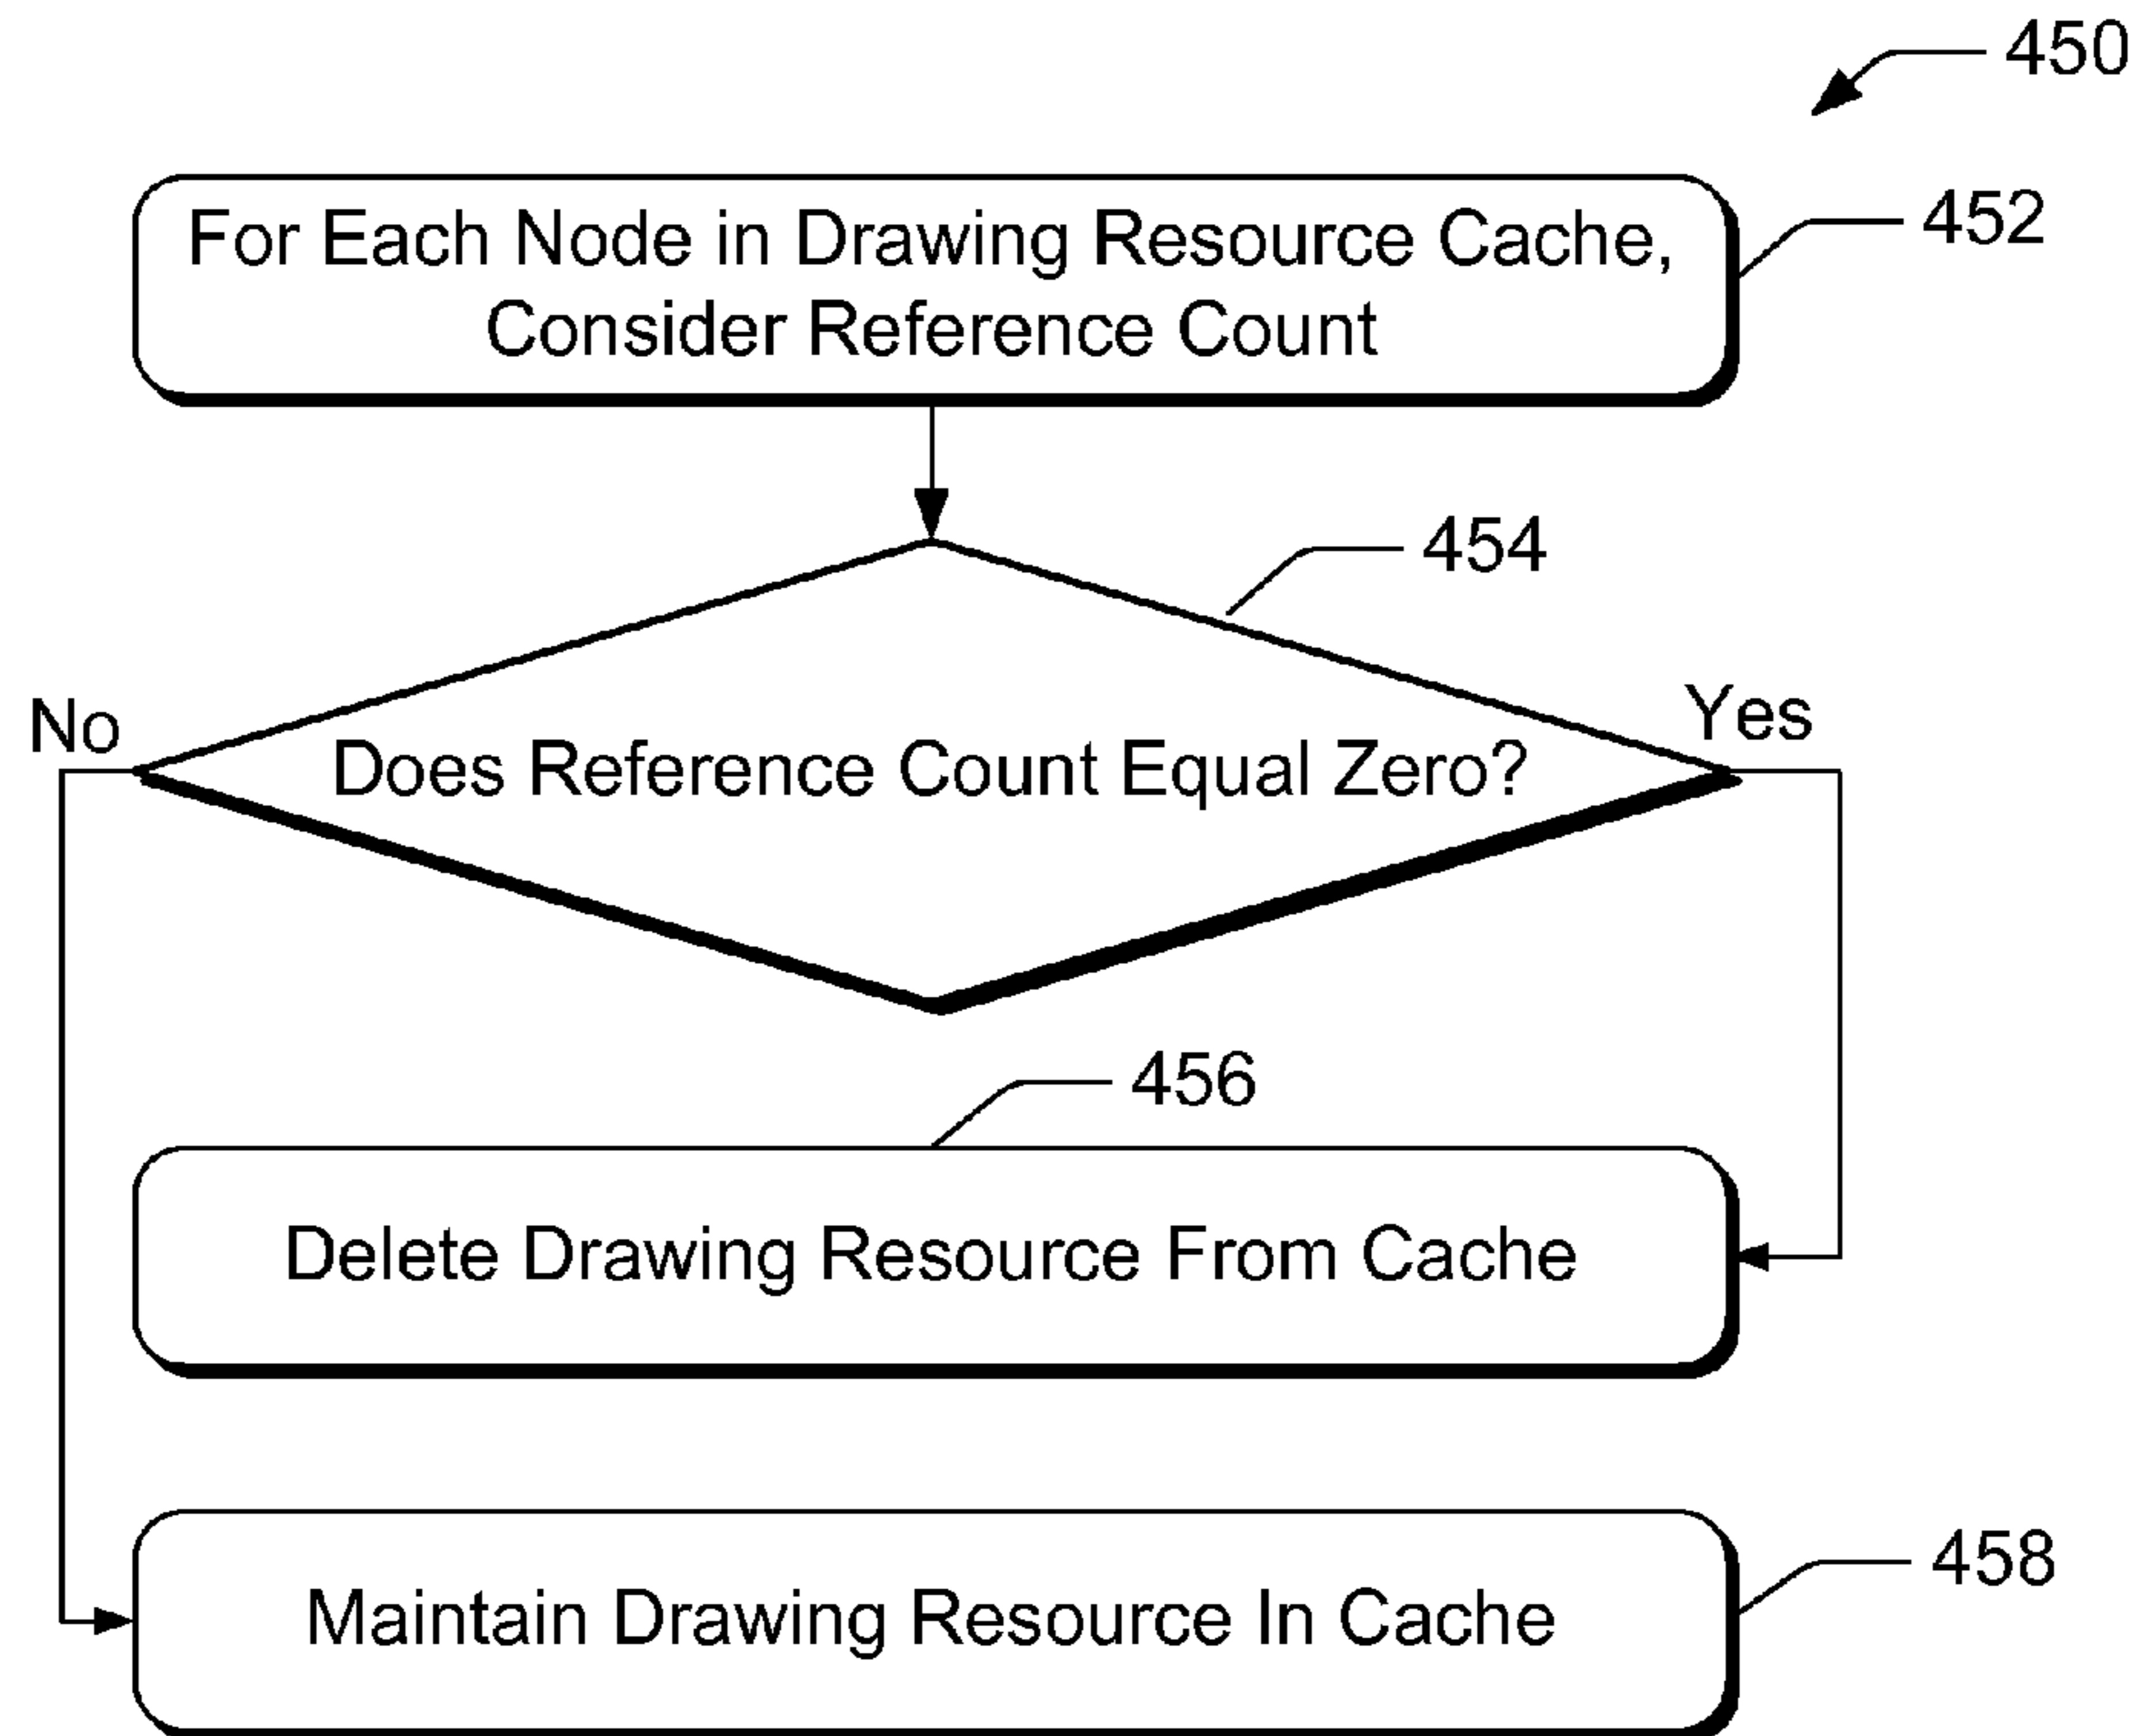 450
For Each Node in Drawing Resource Cache,
Consider Reference Count
452
454
No
Yes
Does Reference Count Equal Zero?
456
Delete Drawing Resource From Cache
Maintain Drawing Resource In Cache
458